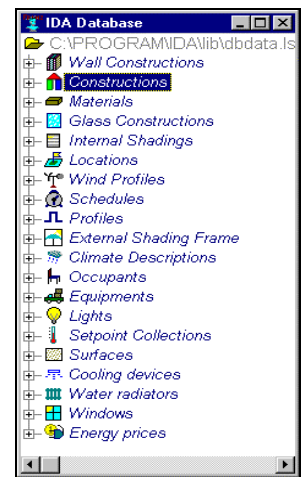 IDA Database
C:\PROGRAM\IDA\lib\dbdata.ls
Wall Constructions
Constructions
Materials
Glass Constructions
Internal Shadings
Locations
Wind Profiles
Schedules
Profiles
External Shading Frame
Climate Descriptions
Occupants
Equipments
Lights
Setpoint Collections
Surfaces
Cooling devices
Water radiators
Windows
Energy prices